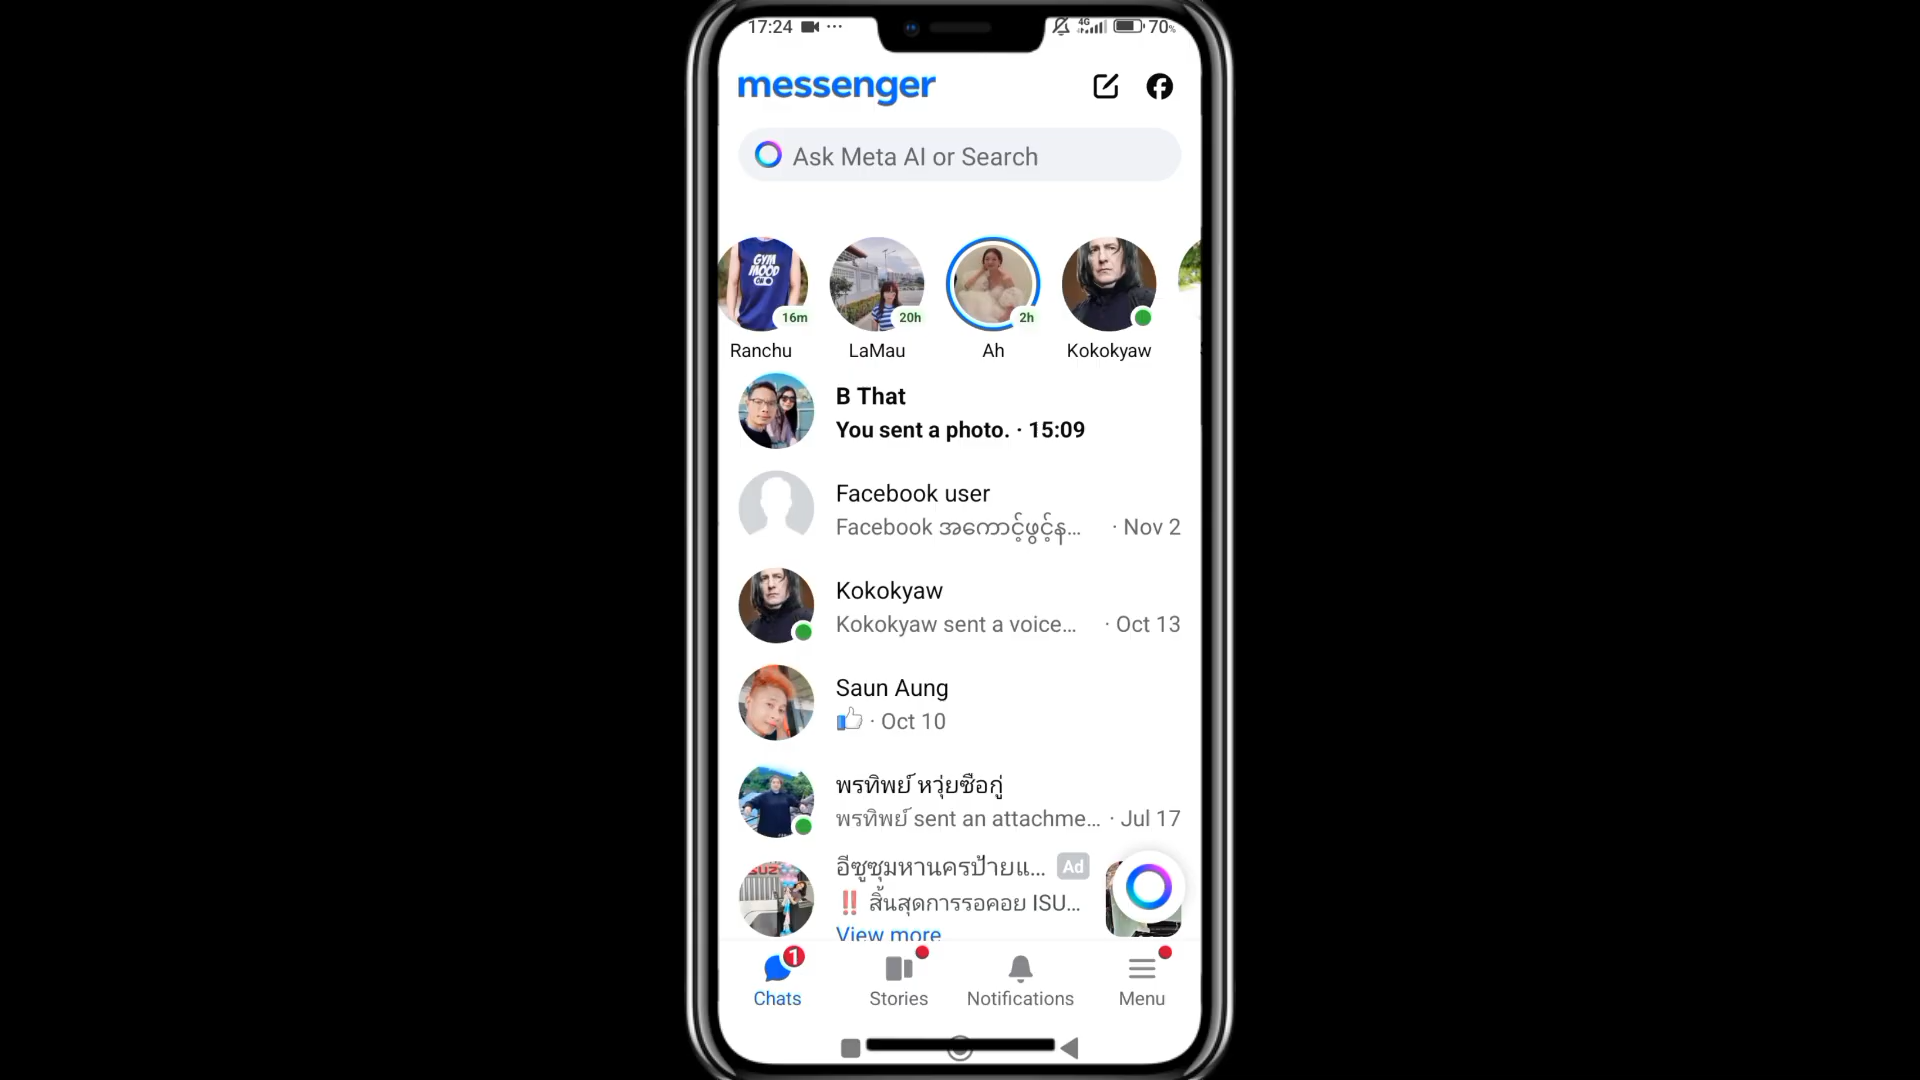 17:24
4G
70%
messenger
Ask Meta AI or Search
GYM
MOOD
16m
20h
2h
Ranchu
LaMau
Ah
Kokokyaw
B That
You sent a photo. · 15:09
Facebook user
Facebook အကောင့်ဖွင့်န... · Nov 2
Kokokyaw
Kokokyaw sent a voice... · Oct 13
Saun Aung
👍 · Oct 10
พรทิพย์ หวุ่ยซือกู่
พรทิพย์ sent an attachme... · Jul 17
อีซูซุมหานครป้ายแ... Ad
‼️ สิ้นสุดการรอคอย ISU...
View more
1
Chats
Stories
Notifications
Menu